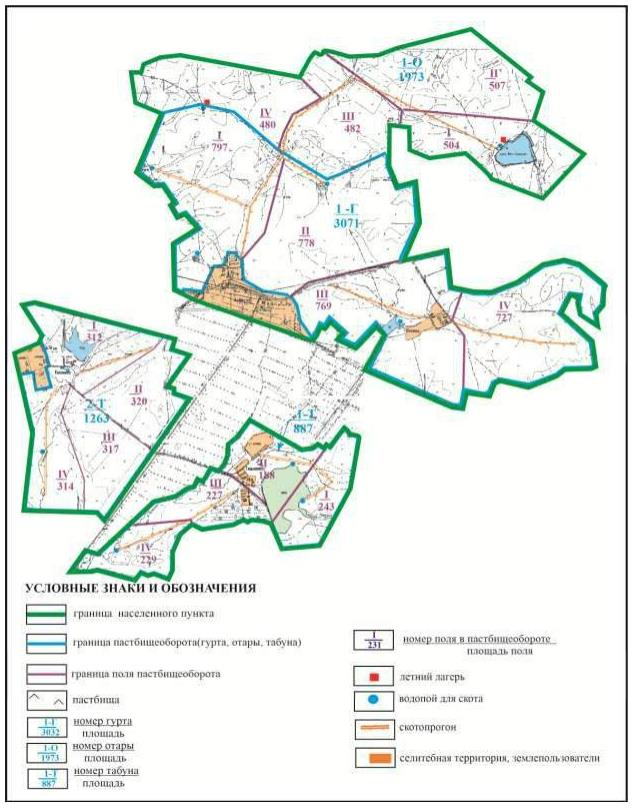 1-О
1973
II
507
IV
480
III
482
I
504
I
797
1-Г
3071
II
778
III
769
IV
727
I
312
II
320
2-Т
1263
III
317
IV
314
1-Т
887
II
188
III
227
I
243
IV
229
УСЛОВНЫЕ ЗНАКИ И ОБОЗНАЧЕНИЯ
граница населенного пункта
граница пастбищеоборота(гурта, отары, табуна)
граница поля пастбищеоборота
пастбища
1-Г
3032
номер гурта
площадь
1-О
1973
номер отары
площадь
1-Т
887
номер табуна
площадь
I
231
номер поля в пастбищеобороте
площадь поля
летний лагерь
водопой для скота
скотопрогон
селитебная территория, землепользователи